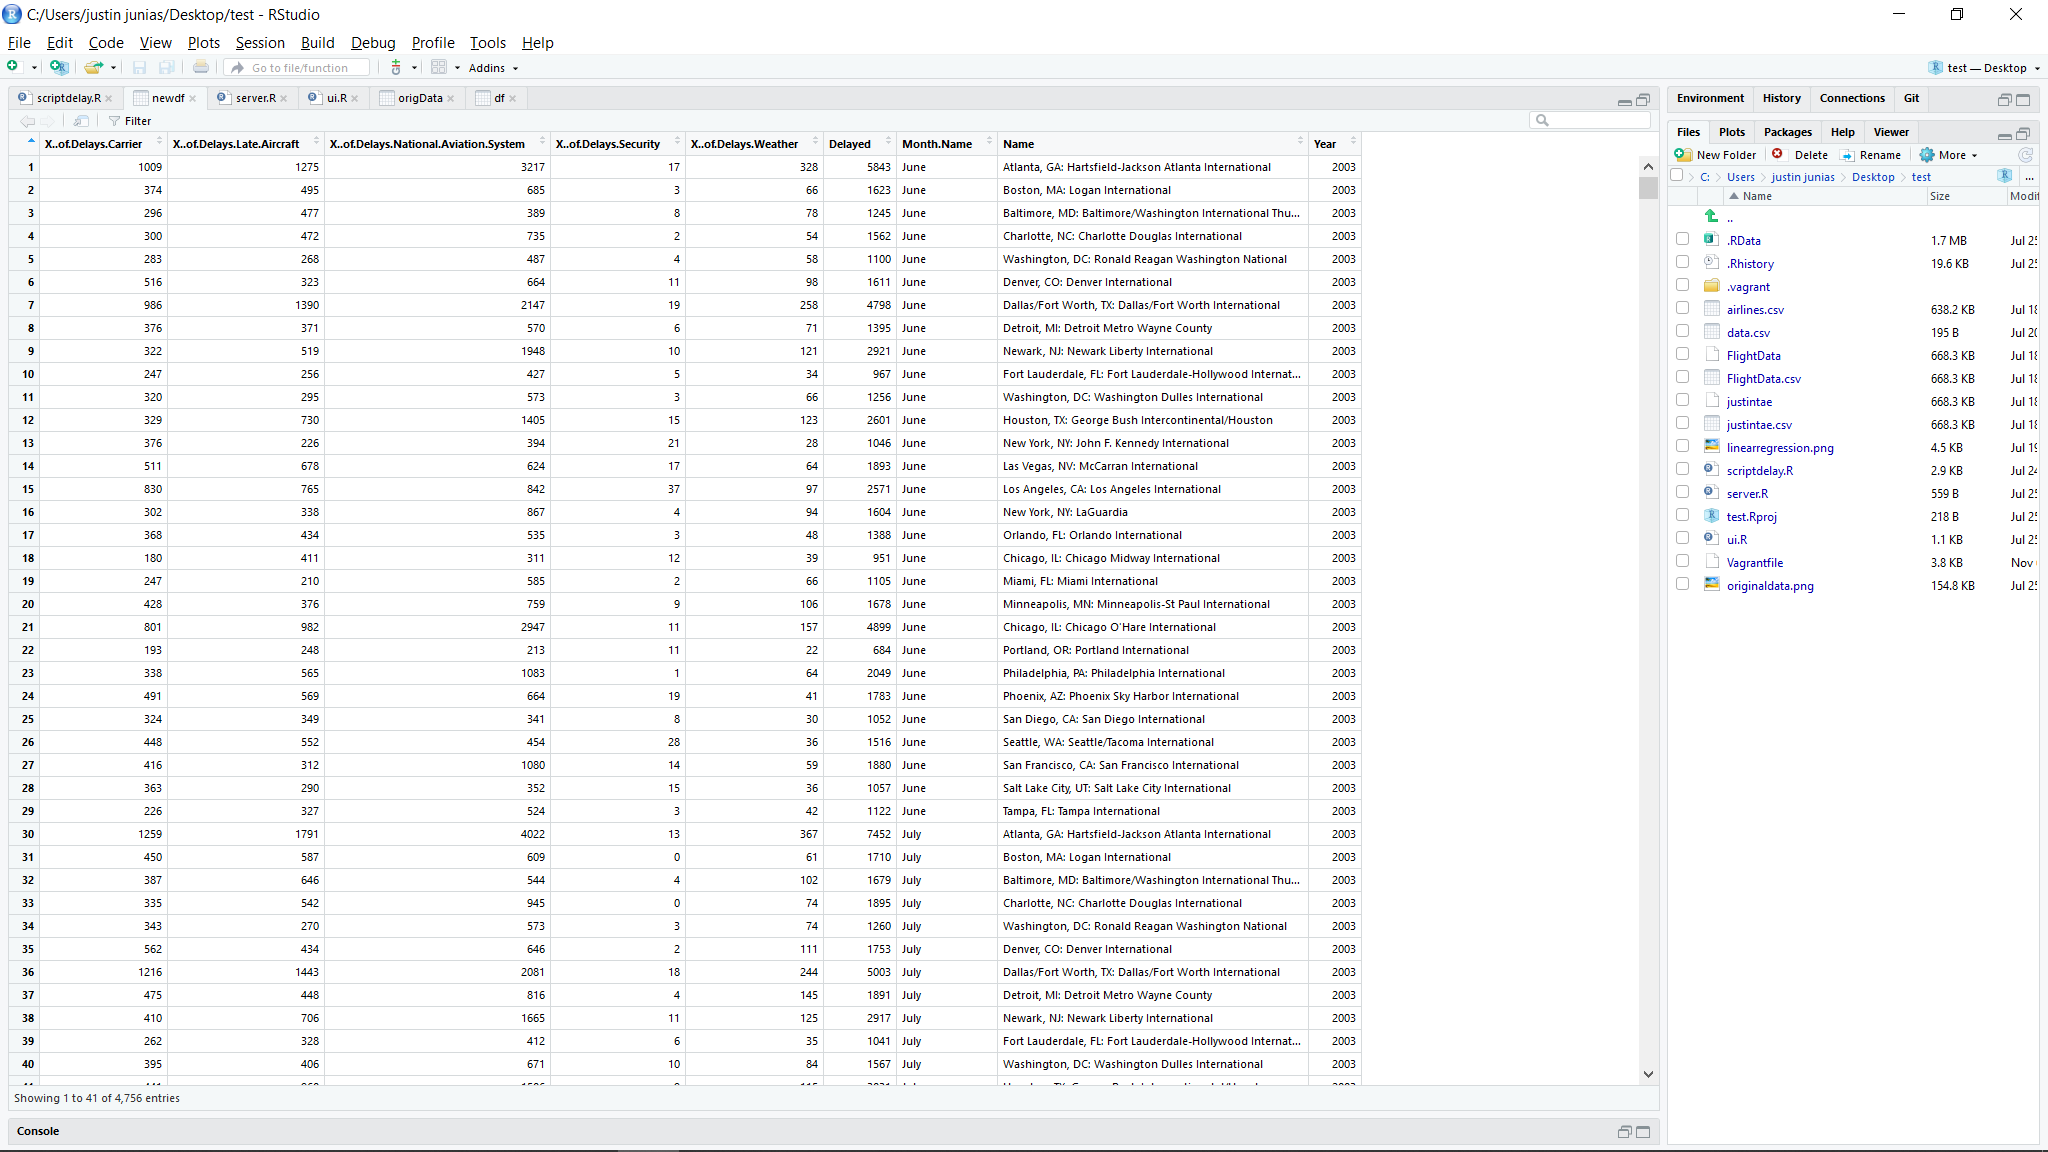 C:/Users/justin junias/Desktop/test - RStudio
File Edit Code View Plots Session Build Debug Profile Tools Help
Go to file/function Addins test — Desktop
scriptdelay.R newdf server.R ui.R origData df
Filter
X..of.Delays.Carrier X..of.Delays.Late.Aircraft X..of.Delays.National.Aviation.System X..of.Delays.Security X..of.Delays.Weather Delayed Month.Name Name Year
1 1009 1275 3217 17 328 5843 June Atlanta, GA: Hartsfield-Jackson Atlanta International 2003
2 374 495 685 3 66 1623 June Boston, MA: Logan International 2003
3 296 477 389 8 78 1245 June Baltimore, MD: Baltimore/Washington International Thu... 2003
4 300 472 735 2 54 1562 June Charlotte, NC: Charlotte Douglas International 2003
5 283 268 487 4 58 1100 June Washington, DC: Ronald Reagan Washington National 2003
6 516 323 664 11 98 1611 June Denver, CO: Denver International 2003
7 986 1390 2147 19 258 4798 June Dallas/Fort Worth, TX: Dallas/Fort Worth International 2003
8 376 371 570 6 71 1395 June Detroit, MI: Detroit Metro Wayne County 2003
9 322 519 1948 10 121 2921 June Newark, NJ: Newark Liberty International 2003
10 247 256 427 5 34 967 June Fort Lauderdale, FL: Fort Lauderdale-Hollywood Internat... 2003
11 320 295 573 3 66 1256 June Washington, DC: Washington Dulles International 2003
12 329 730 1405 15 123 2601 June Houston, TX: George Bush Intercontinental/Houston 2003
13 376 226 394 21 28 1046 June New York, NY: John F. Kennedy International 2003
14 511 678 624 17 64 1893 June Las Vegas, NV: McCarran International 2003
15 830 765 842 37 97 2571 June Los Angeles, CA: Los Angeles International 2003
16 302 338 867 4 94 1604 June New York, NY: LaGuardia 2003
17 368 434 535 3 48 1388 June Orlando, FL: Orlando International 2003
18 180 411 311 12 39 951 June Chicago, IL: Chicago Midway International 2003
19 247 210 585 2 66 1105 June Miami, FL: Miami International 2003
20 428 376 759 9 106 1678 June Minneapolis, MN: Minneapolis-St Paul International 2003
21 801 982 2947 11 157 4899 June Chicago, IL: Chicago O'Hare International 2003
22 193 248 213 11 22 684 June Portland, OR: Portland International 2003
23 338 565 1083 1 64 2049 June Philadelphia, PA: Philadelphia International 2003
24 491 569 664 19 41 1783 June Phoenix, AZ: Phoenix Sky Harbor International 2003
25 324 349 341 8 30 1052 June San Diego, CA: San Diego International 2003
26 448 552 454 28 36 1516 June Seattle, WA: Seattle/Tacoma International 2003
27 416 312 1080 14 59 1880 June San Francisco, CA: San Francisco International 2003
28 363 290 352 15 36 1057 June Salt Lake City, UT: Salt Lake City International 2003
29 226 327 524 3 42 1122 June Tampa, FL: Tampa International 2003
30 1259 1791 4022 13 367 7452 July Atlanta, GA: Hartsfield-Jackson Atlanta International 2003
31 450 587 609 0 61 1710 July Boston, MA: Logan International 2003
32 387 646 544 4 102 1679 July Baltimore, MD: Baltimore/Washington International Thu... 2003
33 335 542 945 0 74 1895 July Charlotte, NC: Charlotte Douglas International 2003
34 343 270 573 3 74 1260 July Washington, DC: Ronald Reagan Washington National 2003
35 562 434 646 2 111 1753 July Denver, CO: Denver International 2003
36 1216 1443 2081 18 244 5003 July Dallas/Fort Worth, TX: Dallas/Fort Worth International 2003
37 475 448 816 4 145 1891 July Detroit, MI: Detroit Metro Wayne County 2003
38 410 706 1665 11 125 2917 July Newark, NJ: Newark Liberty International 2003
39 262 328 412 6 35 1041 July Fort Lauderdale, FL: Fort Lauderdale-Hollywood Internat... 2003
40 395 406 671 10 84 1567 July Washington, DC: Washington Dulles International 2003
Showing 1 to 41 of 4,756 entries
Console
Environment History Connections Git
Files Plots Packages Help Viewer
New Folder Delete Rename More
C: Users justin junias Desktop test ...
Name Size Modif
..
.RData 1.7 MB Jul 25
.Rhistory 19.6 KB Jul 25
.vagrant
airlines.csv 638.2 KB Jul 18
data.csv 195 B Jul 20
FlightData 668.3 KB Jul 18
FlightData.csv 668.3 KB Jul 18
justintae 668.3 KB Jul 18
justintae.csv 668.3 KB Jul 18
linearregression.png 4.5 KB Jul 19
scriptdelay.R 2.9 KB Jul 24
server.R 559 B Jul 25
test.Rproj 218 B Jul 25
ui.R 1.1 KB Jul 25
Vagrantfile 3.8 KB Nov
originaldata.png 154.8 KB Jul 25